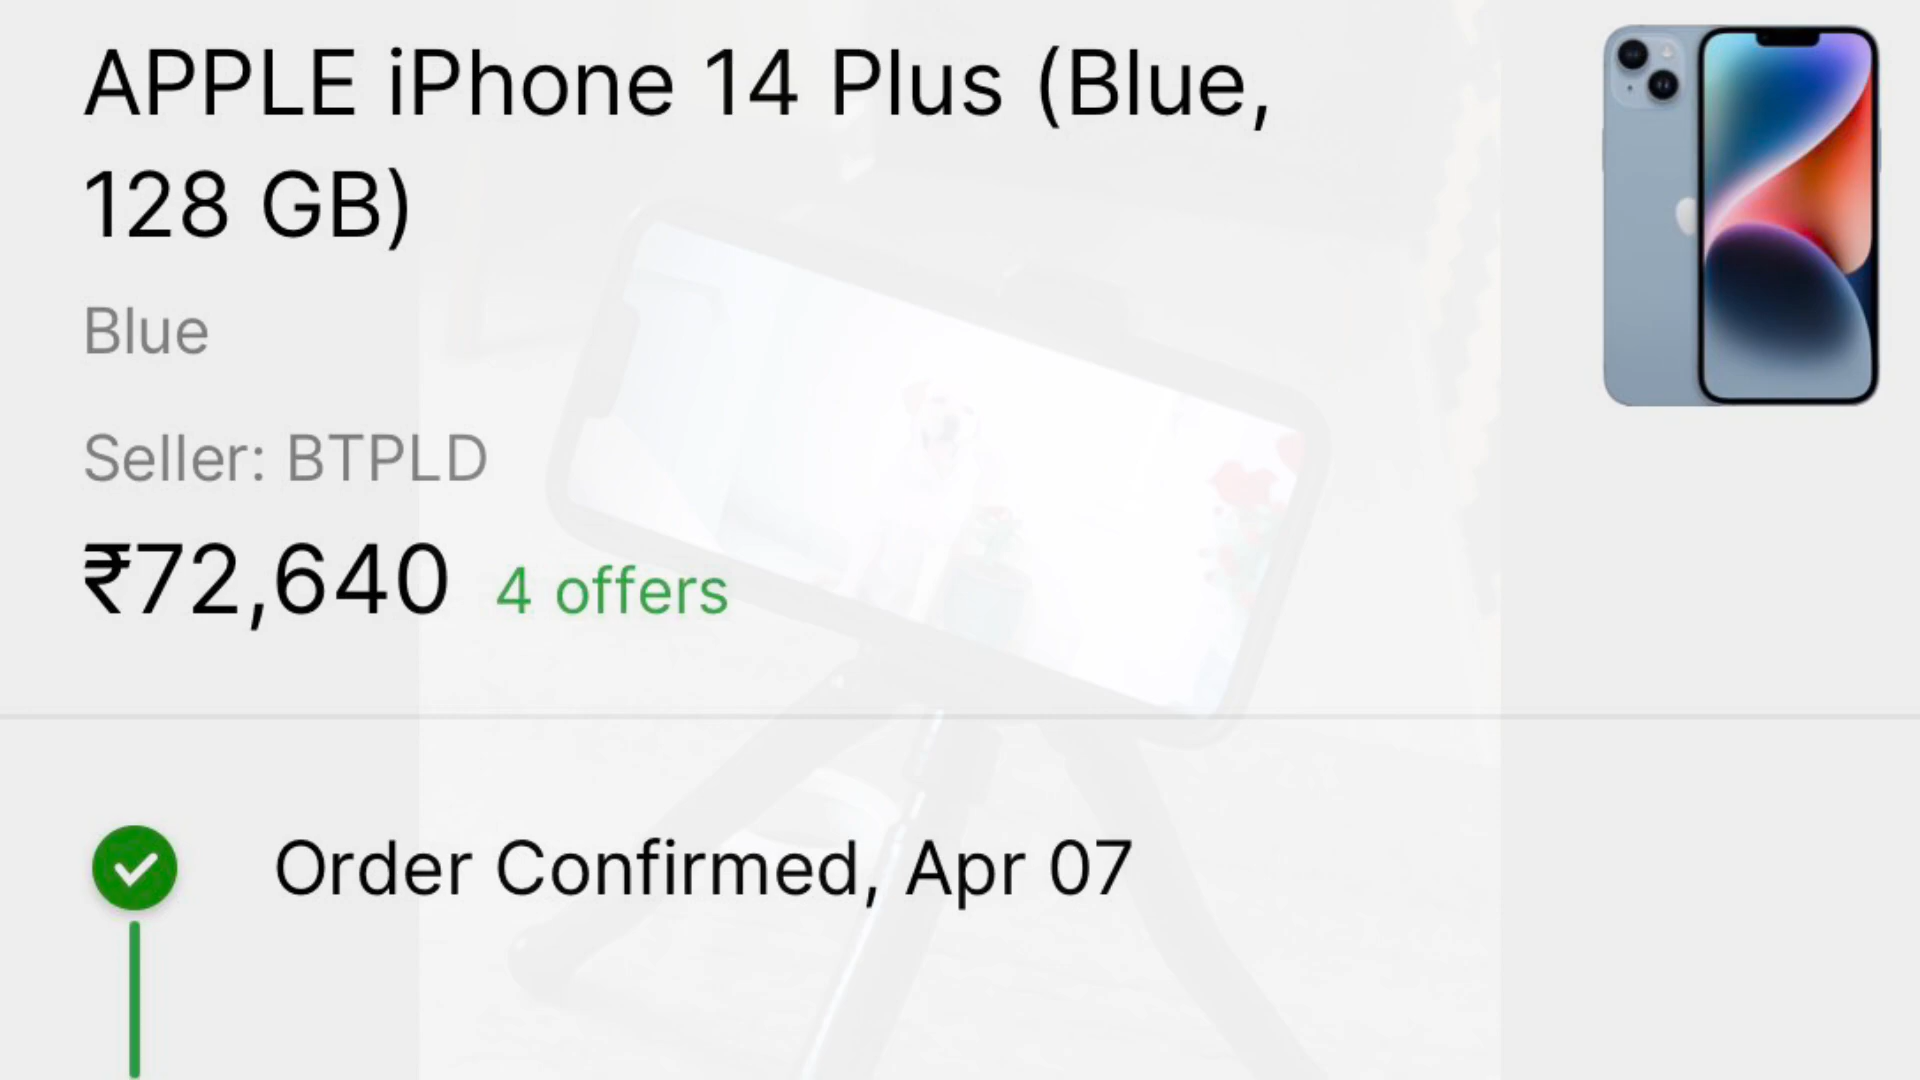 APPLE iPhone 14 Plus (Blue,
128 GB)
Blue
Seller: BTPLD
₹72,640 4 offers
Order Confirmed, Apr 07